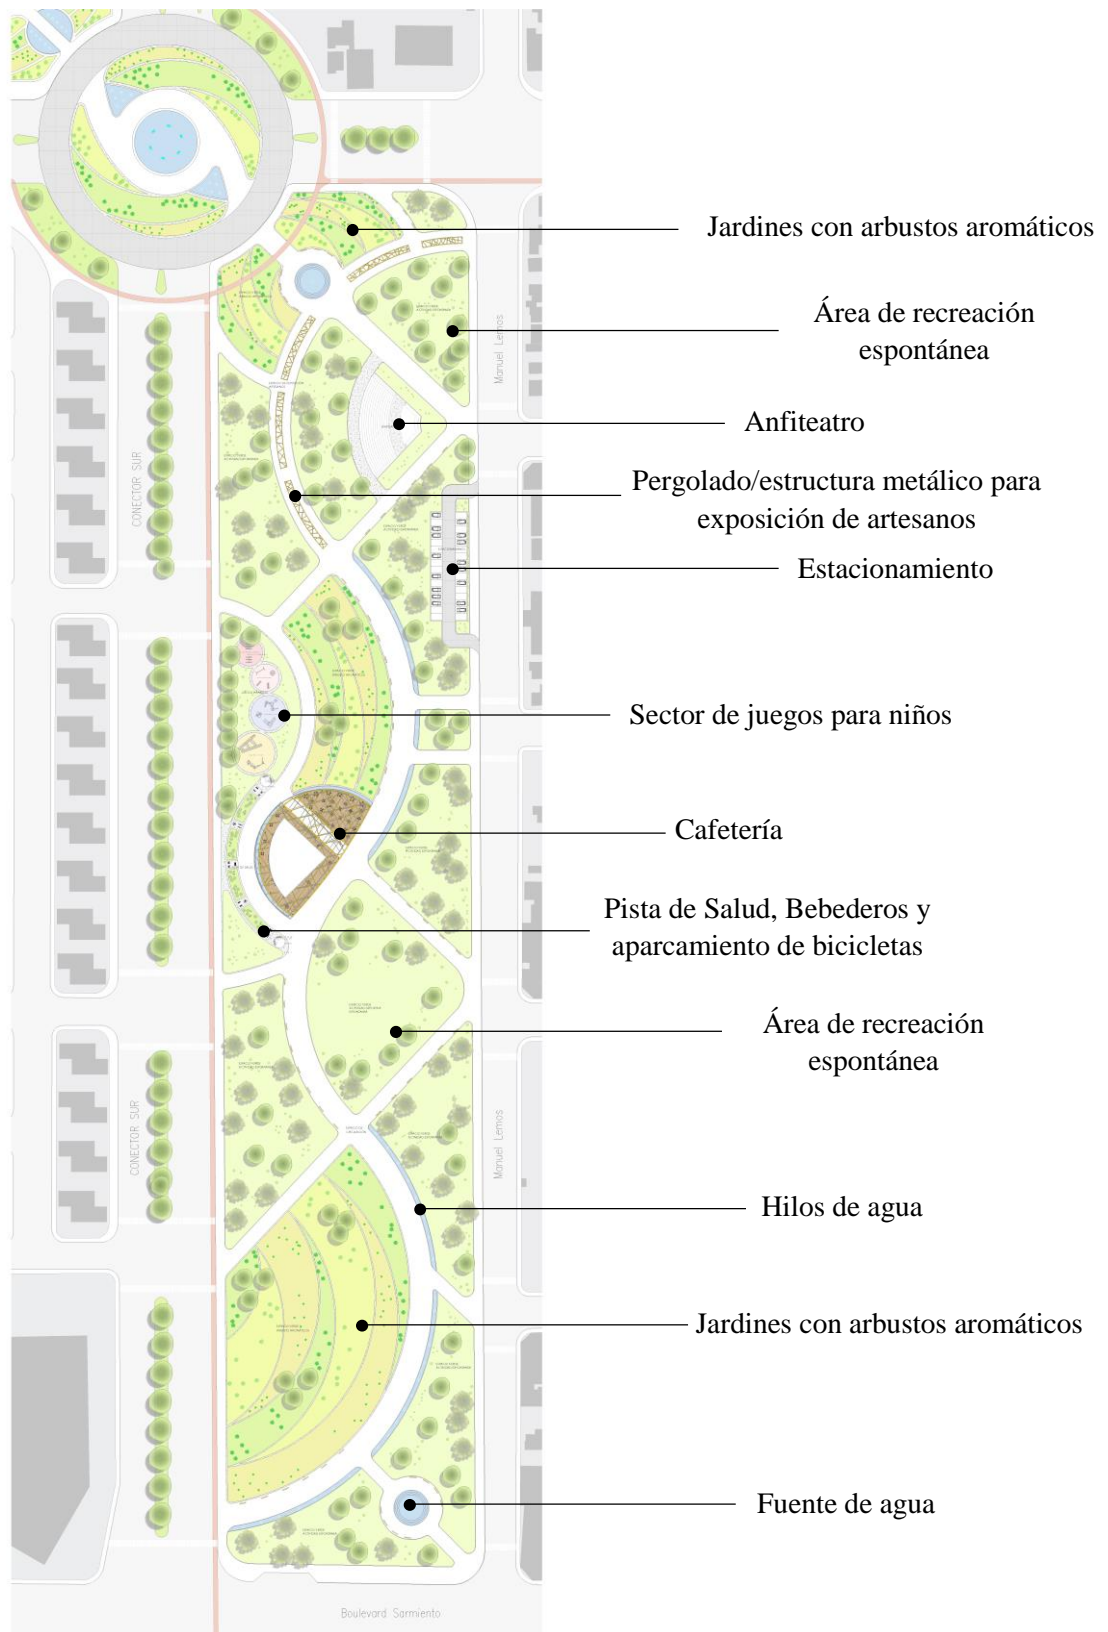 Jardines con arbustos aromáticos
Área de recreación
espontánea
Manuel Lemos
Anfiteatro
CONECTOR SUR
Pergolado/estructura metálico para
exposición de artesanos
Estacionamiento
Sector de juegos para niños
Cafetería
Pista de Salud, Bebederos y
aparcamiento de bicicletas
Área de recreación
espontánea
CONECTOR SUR
Manuel Lemos
Hilos de agua
Jardines con arbustos aromáticos
Fuente de agua
Boulevard Sarmiento